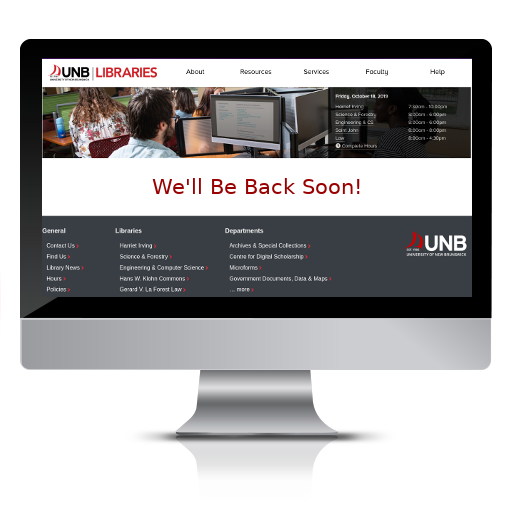 UNB LIBRARIES
UNIVERSITY OF NEW BRUNSWICK
About Resources Services Faculty Help
Friday, October 18, 2019
Harriet Irving 7:30am - 10:00pm
Science & Forestry 8:00am - 6:00pm
Engineering & CS 8:00am - 6:00pm
Saint John 8:00am - 8:00pm
Law 8:00am - 4:30pm
Complete Hours
We'll Be Back Soon!
General Libraries Departments
Contact Us › Harriet Irving › Archives & Special Collections ›
Find Us › Science & Forestry › Centre for Digital Scholarship ›
Library News › Engineering & Computer Science › Microforms ›
Hours › Hans W. Klohn Commons › Government Documents, Data & Maps ›
Policies › Gerard V. La Forest Law › ... more ›
EST. 1785 UNB
UNIVERSITY OF NEW BRUNSWICK